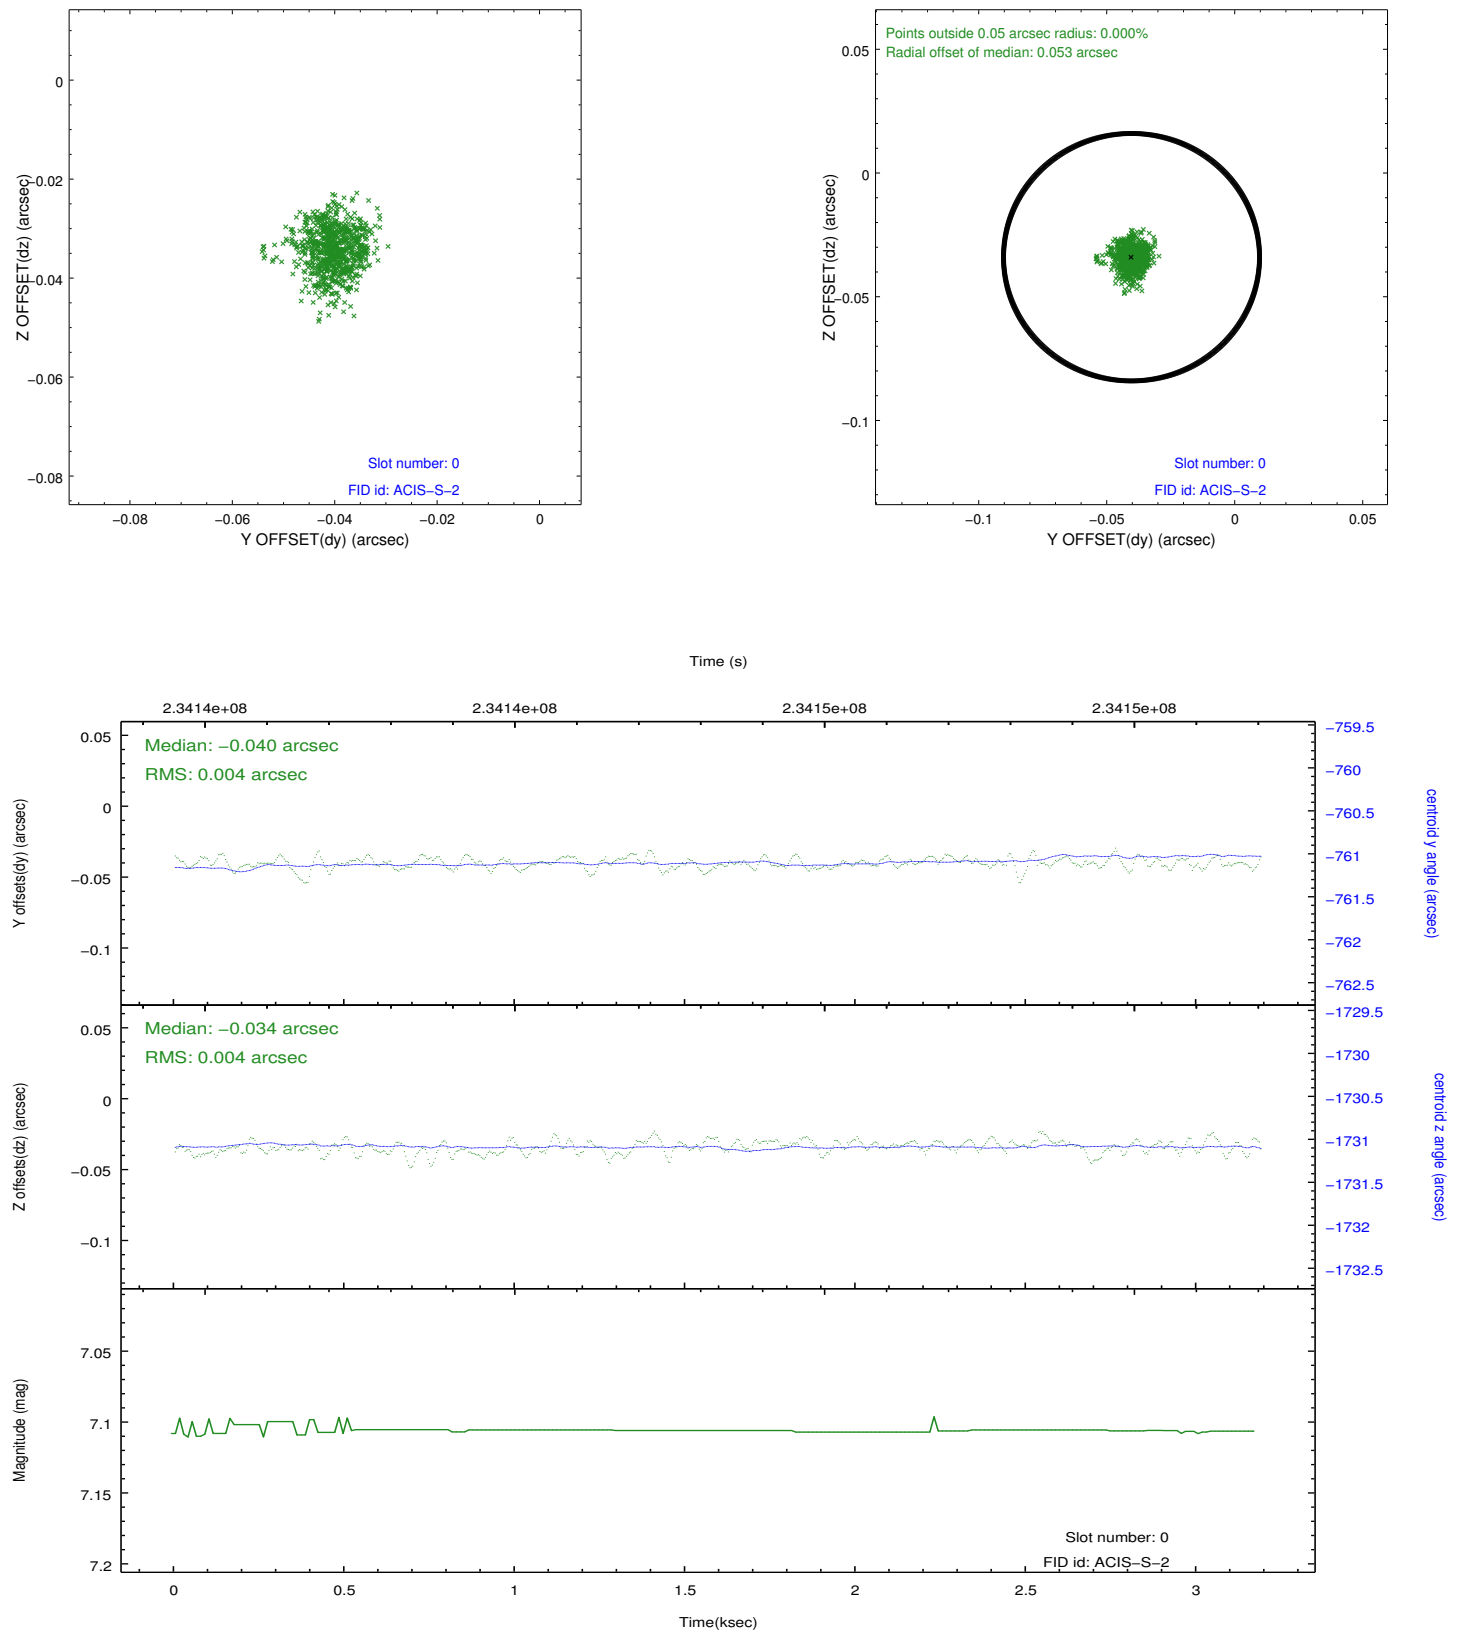 0
−0.02
−0.04
−0.06
−0.08
Z OFFSET(dz) (arcsec)
Slot number: 0
FID id: ACIS−S−2
−0.08
−0.06
−0.04
−0.02
0
Y OFFSET(dy) (arcsec)
Points outside 0.05 arcsec radius: 0.000%
Radial offset of median: 0.053 arcsec
0.05
0
−0.05
−0.1
Z OFFSET(dz) (arcsec)
Slot number: 0
FID id: ACIS−S−2
−0.1
−0.05
0
0.05
Y OFFSET(dy) (arcsec)
Time (s)
2.3414e+08
2.3414e+08
2.3415e+08
2.3415e+08
Median: −0.040 arcsec
RMS: 0.004 arcsec
0.05
0
−0.05
−0.1
Y offsets(dy) (arcsec)
−759.5
−760
−760.5
−761
−761.5
−762
−762.5
centroid y angle (arcsec)
Median: −0.034 arcsec
RMS: 0.004 arcsec
0.05
0
−0.05
−0.1
Z offsets(dz) (arcsec)
−1729.5
−1730
−1730.5
−1731
−1731.5
−1732
−1732.5
centroid z angle (arcsec)
7.05
7.1
7.15
7.2
Magnitude (mag)
Slot number: 0
FID id: ACIS−S−2
0
0.5
1
1.5
2
2.5
3
Time(ksec)